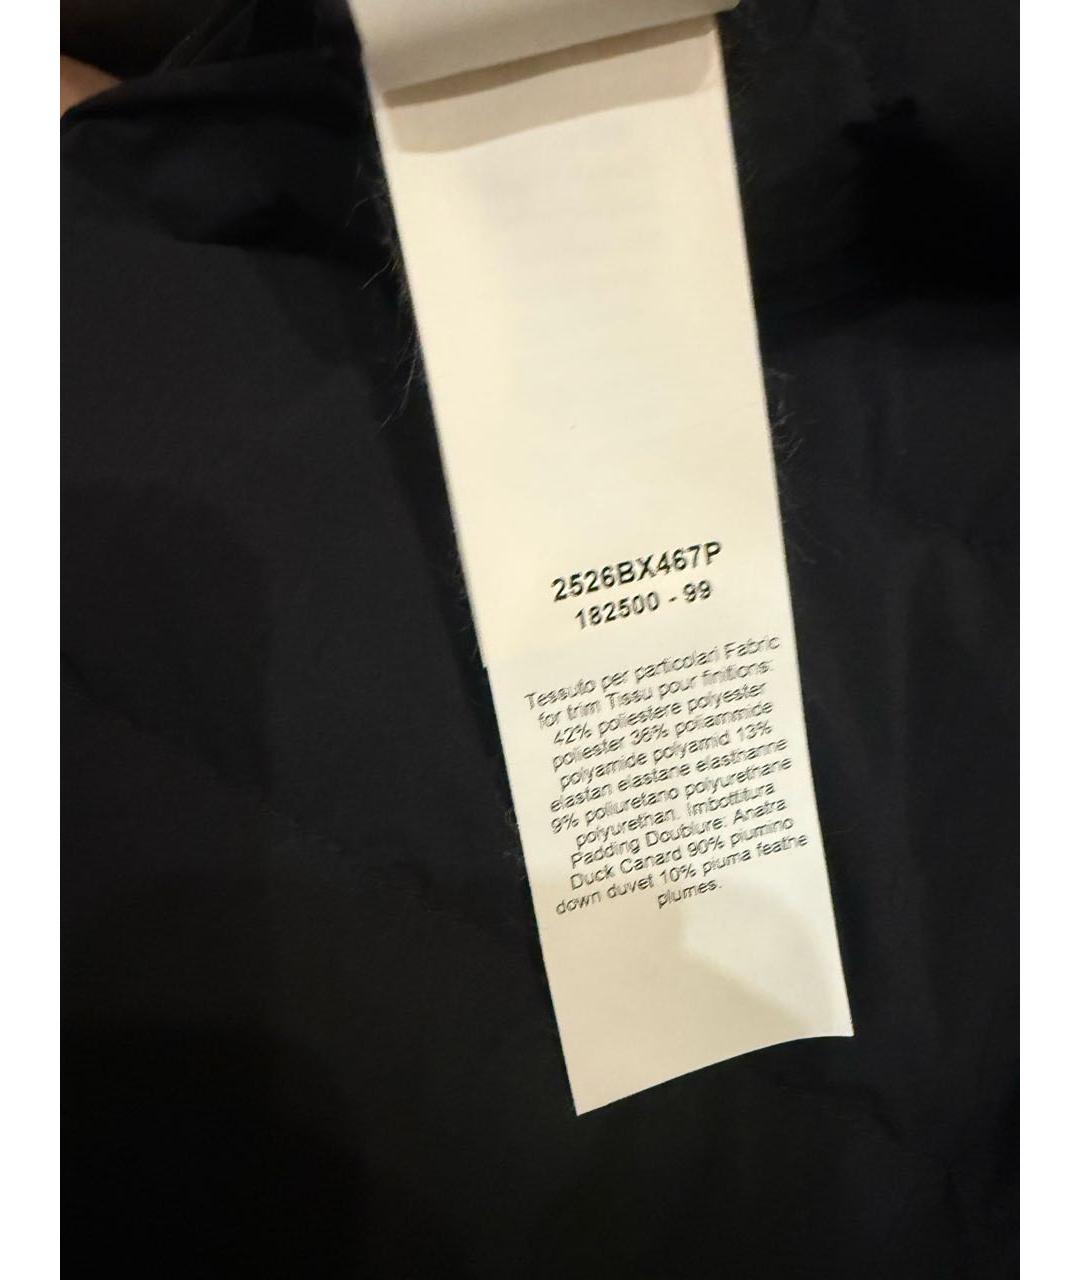 2526BX467P
182500 - 99
Tessuto per particolari Fabric
for trim Tissu pour finitions:
42% poliestere polyester
poliester 36% poliammide
polyamide polyamid 13%
elastan elastane elasthanne
9% poliuretano polyurethane
polyurethan. Imbottitura
Padding Doublure: Anatra
Duck Canard 90% piumino
down duvet 10% piuma feathe
plumes.